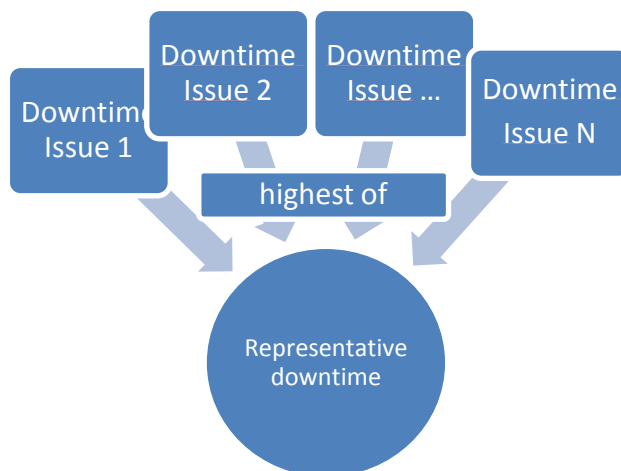 Downtime
Issue 1
Downtime
Issue 2
Downtime
Issue ...
Downtime
Issue N
highest of
Representative
downtime